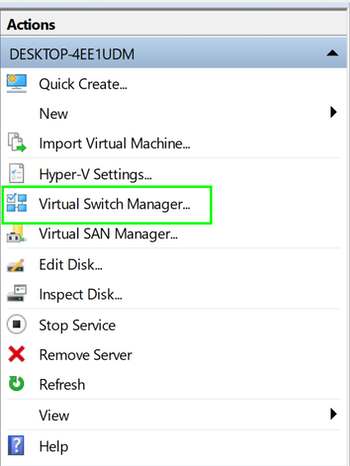 Actions
DESKTOP-4EE1UDM
Quick Create...
New
Import Virtual Machine...
Hyper-V Settings...
Virtual Switch Manager...
Virtual SAN Manager...
Edit Disk...
Inspect Disk...
Stop Service
Remove Server
Refresh
View
Help